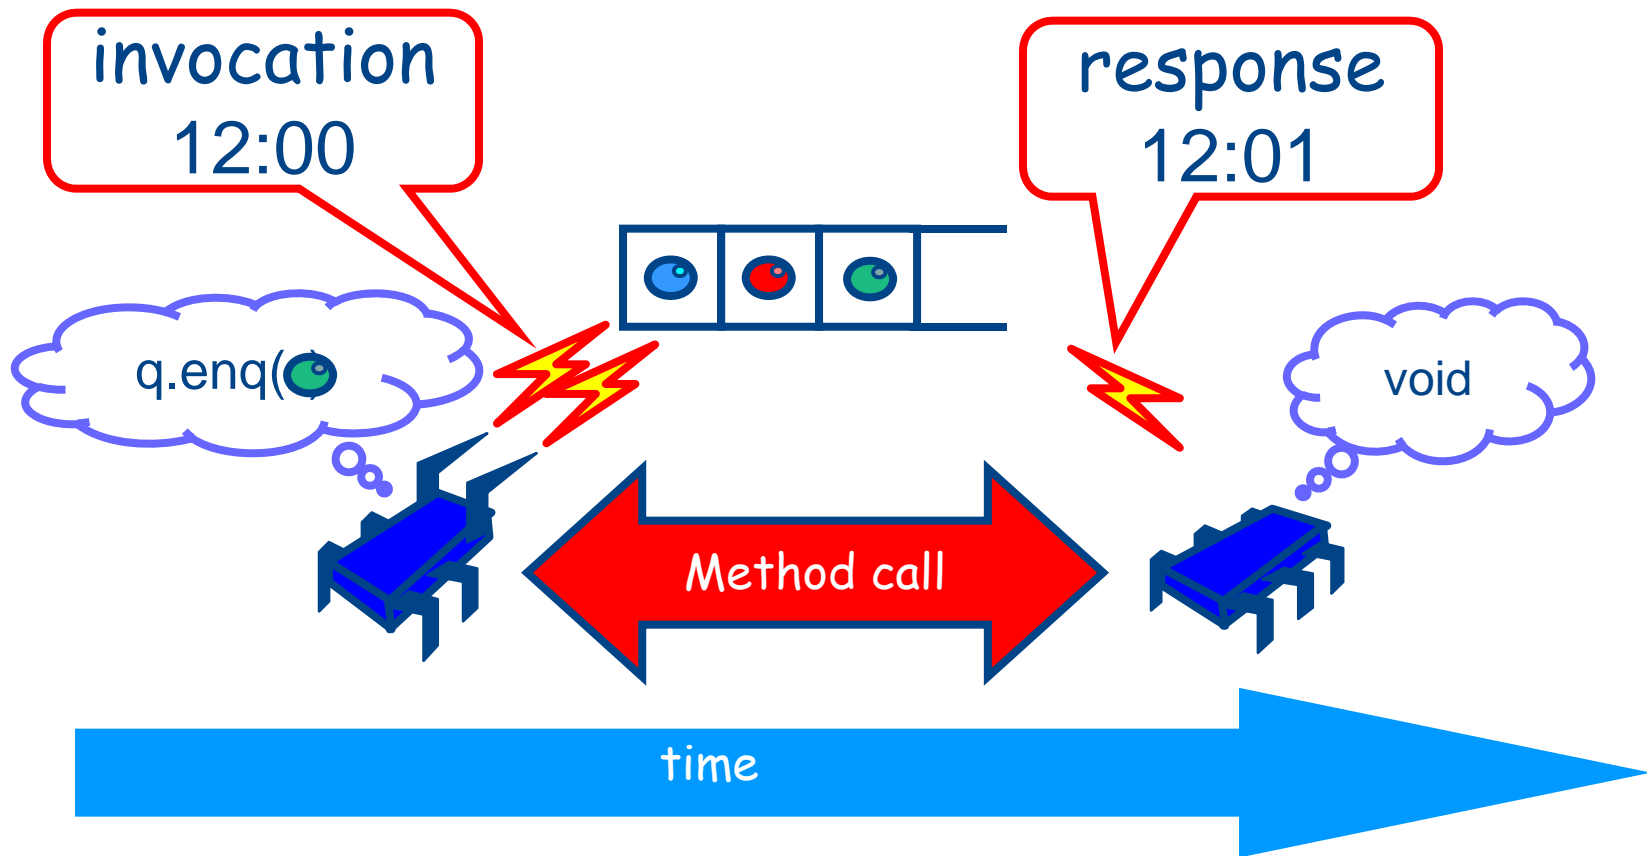 invocation
12:00
response
12:01
q.enq( )
void
Method call
time